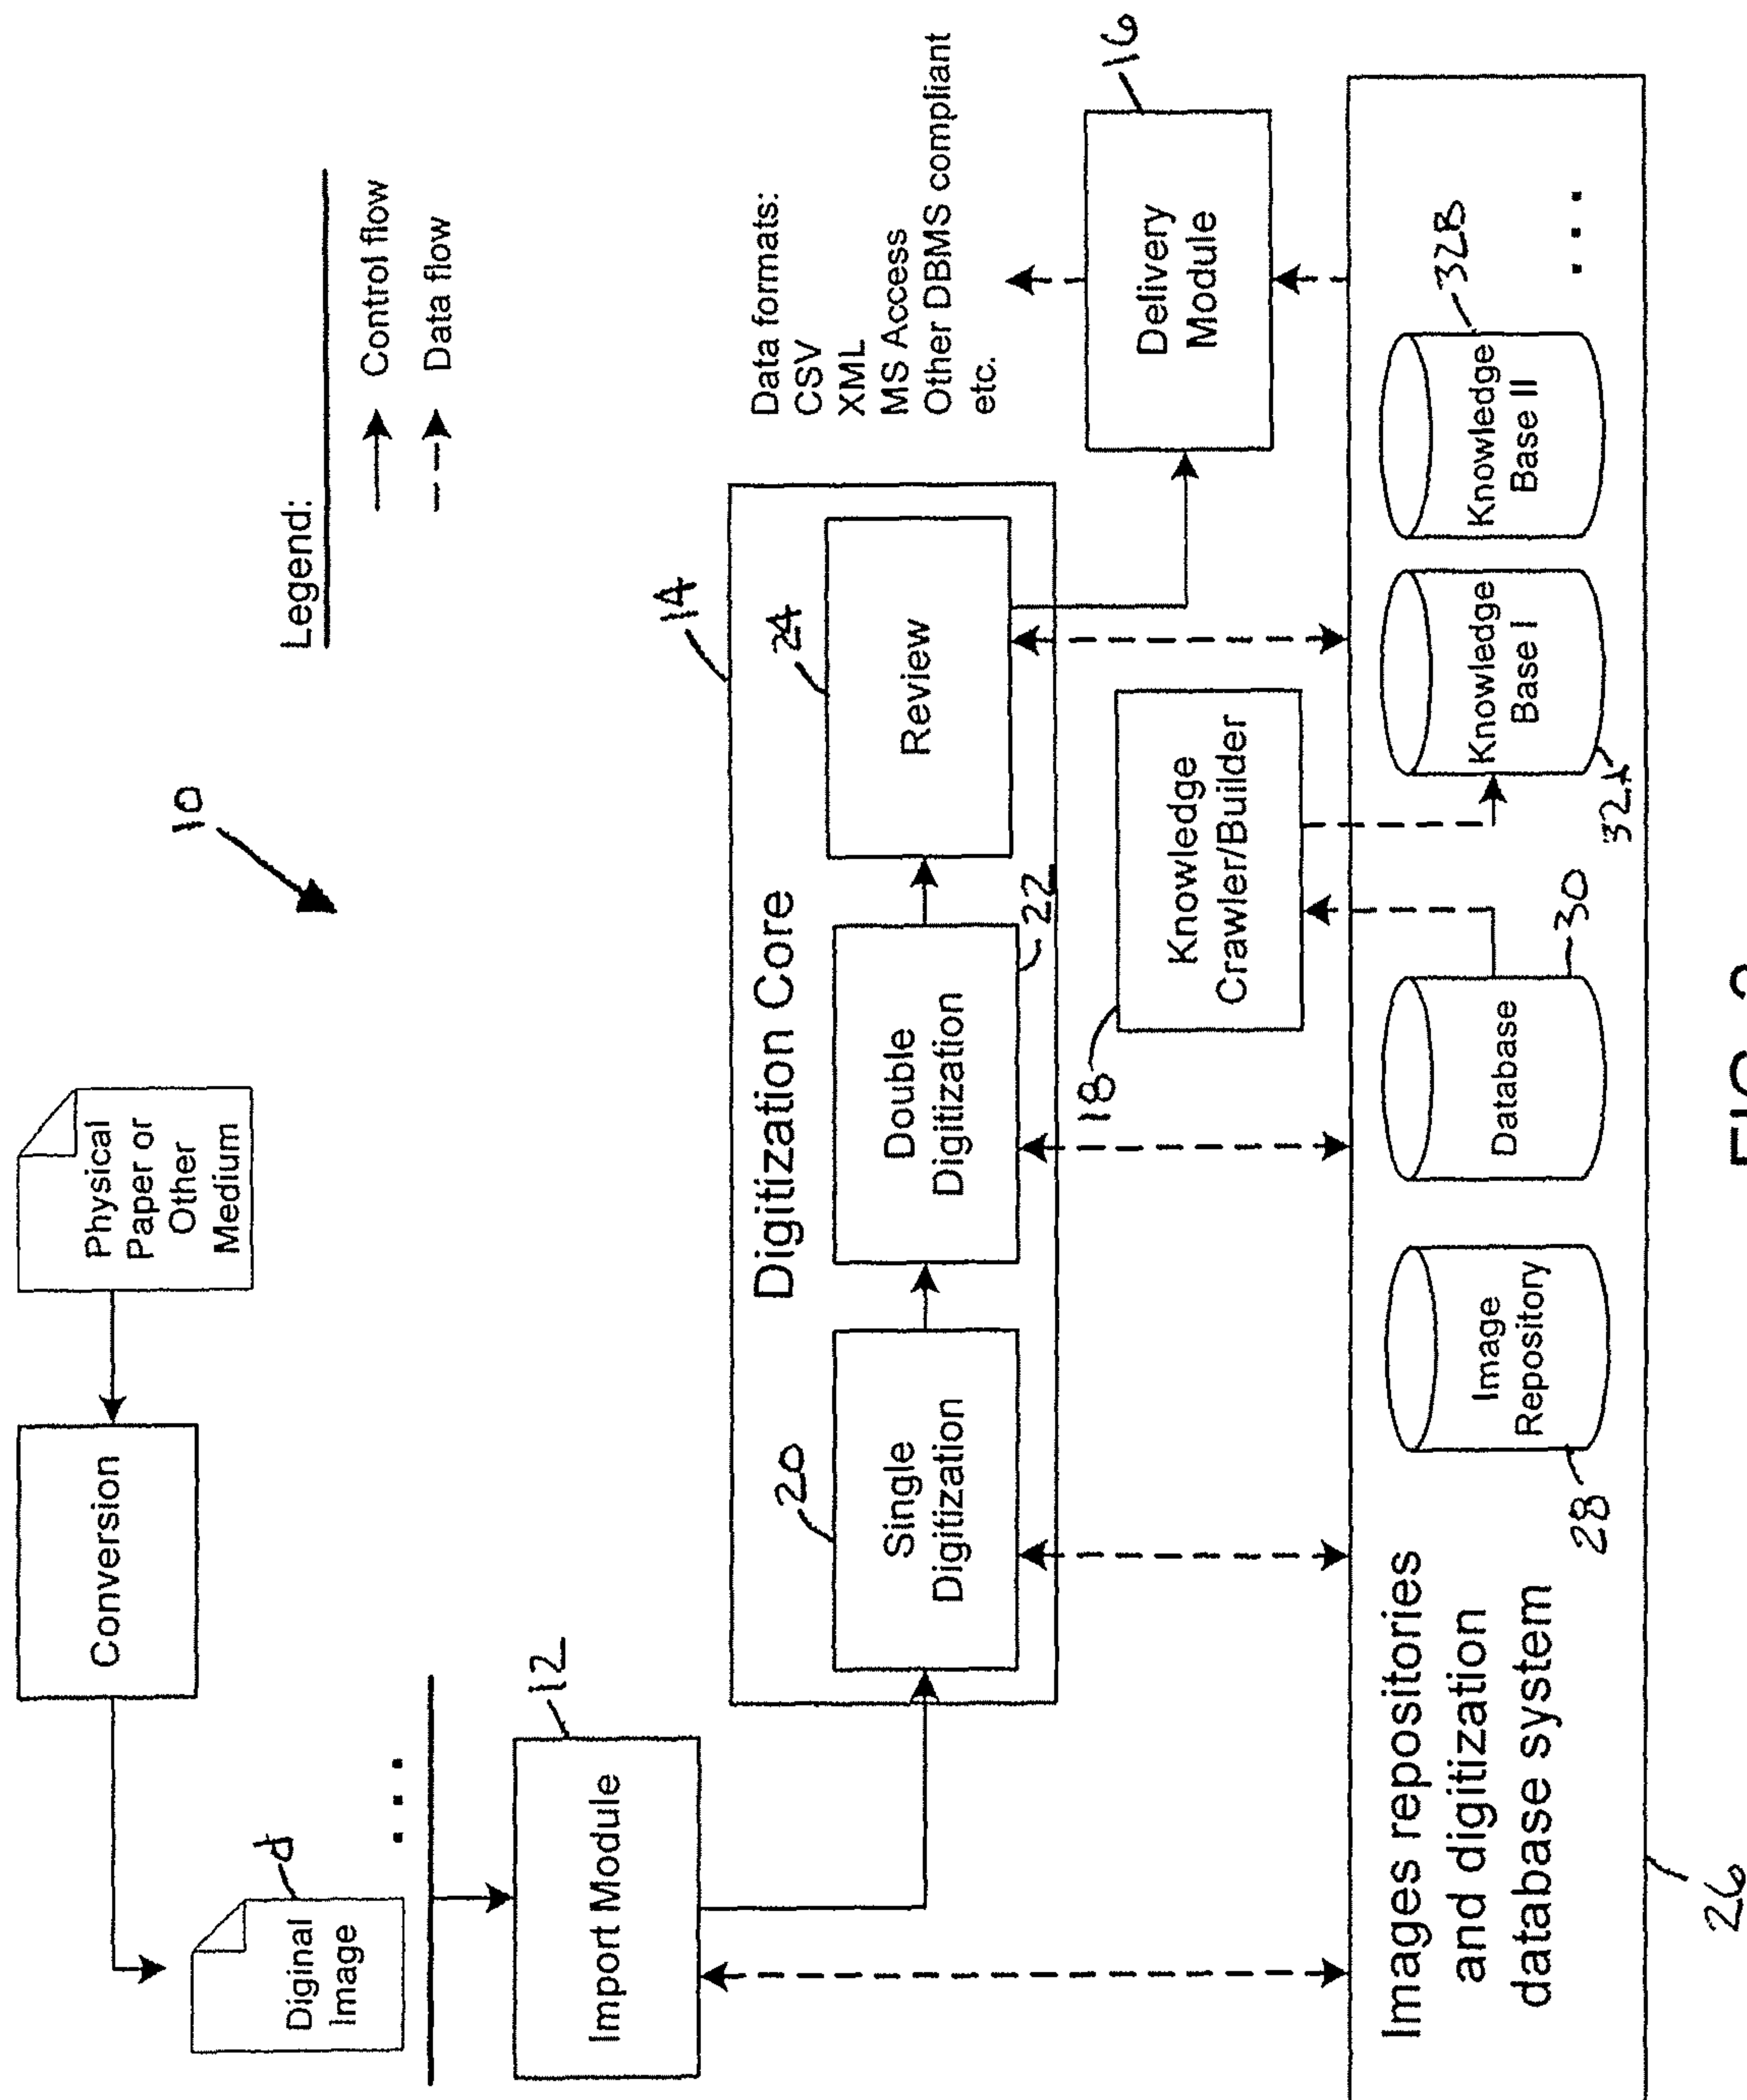 Physical
Paper or
Other
Medium
Conversion
Diginal
Image
d
10
Legend:
Control flow
Data flow
Import Module
12
Digitization Core
14
Single
Digitization
20
Double
Digitization
22
Review
24
Data formats:
CSV
XML
MS Access
Other DBMS compliant
etc.
Knowledge
Crawler/Builder
18
Delivery
Module
16
Images repositories
and digitization
database system
26
Image
Repository
28
Database
30
Knowledge
Base I
32A
Knowledge
Base II
32B